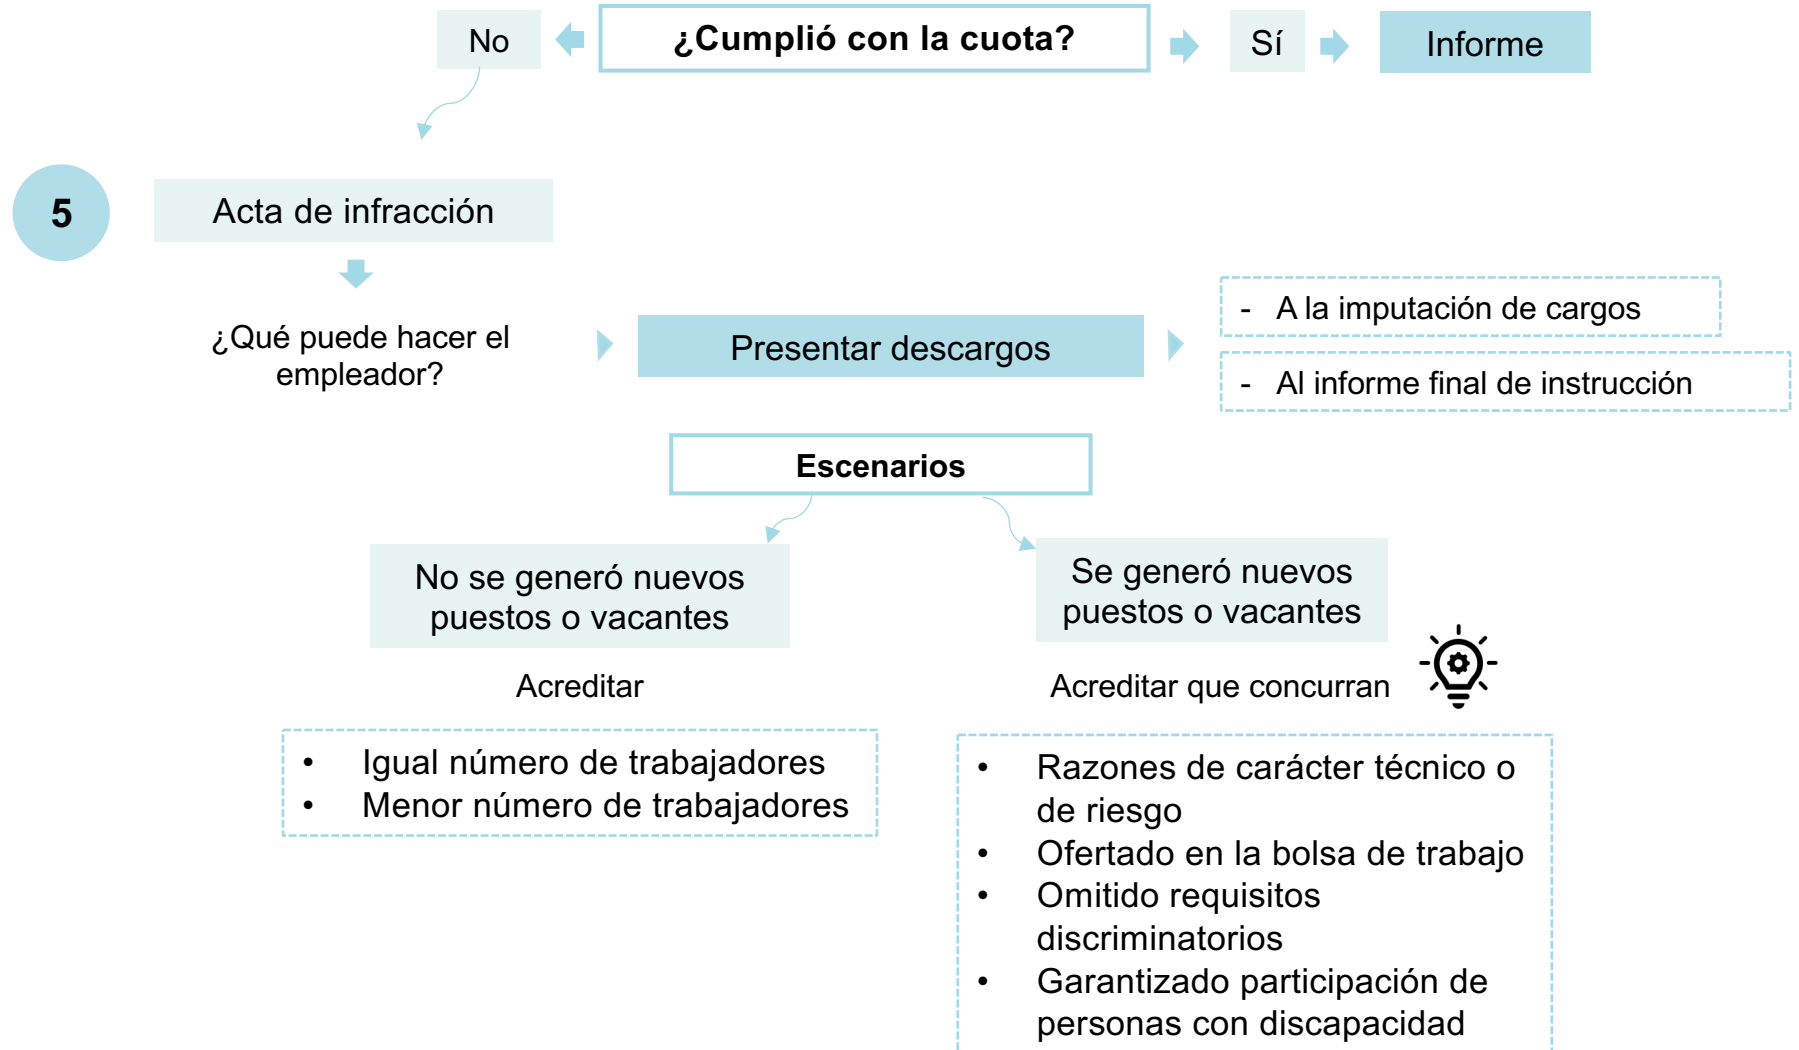 No
¿Cumplió con la cuota?
Sí
Informe
5
Acta de infracción
¿Qué puede hacer el
empleador?
Presentar descargos
- A la imputación de cargos
- Al informe final de instrucción
Escenarios
No se generó nuevos
puestos o vacantes
Acreditar
• Igual número de trabajadores
• Menor número de trabajadores
Se generó nuevos
puestos o vacantes
Acreditar que concurran
• Razones de carácter técnico o
de riesgo
• Ofertado en la bolsa de trabajo
• Omitido requisitos
discriminatorios
• Garantizado participación de
personas con discapacidad